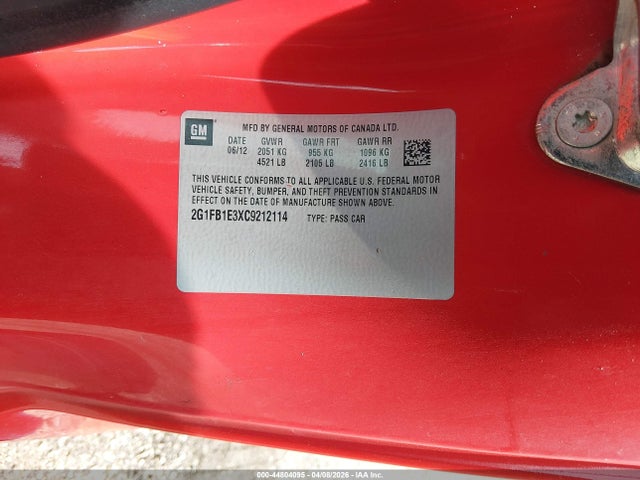 GM
MFD BY GENERAL MOTORS OF CANADA LTD.
DATE GVWR GAWR FRT GAWR RR
06/12 2051 KG 955 KG 1096 KG
4521 LB 2105 LB 2416 LB
THIS VEHICLE CONFORMS TO ALL APPLICABLE U.S. FEDERAL MOTOR
VEHICLE SAFETY, BUMPER, AND THEFT PREVENTION STANDARDS IN
EFFECT ON THE DATE OF MANUFACTURE SHOWN ABOVE.
2G1FB1E3XC9212114 TYPE: PASS CAR
000-44804095 - 04/08/2026 - IAA Inc.